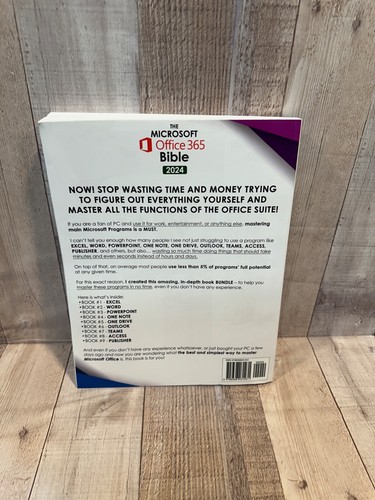 THE
MICROSOFT
Office 365
Bible
2024
NOW! STOP WASTING TIME AND MONEY TRYING
TO FIGURE OUT EVERYTHING YOURSELF AND
MASTER ALL THE FUNCTIONS OF THE OFFICE SUITE!
If you are a fan of PC and use it for work, entertainment, or anything else, mastering
main Microsoft Programs is a MUST.
I can't tell you enough how many people I see not just struggling to use a program like
EXCEL, WORD, POWERPOINT, ONE NOTE, ONE DRIVE, OUTLOOK, TEAMS, ACCESS,
PUBLISHER, and others, but also... wasting so much time doing things that should take
minutes and even seconds instead of hours and days.
On top of that, on average most people use less than 5% of programs' full potential
at any given time.
For this exact reason, I created this amazing, in-depth book BUNDLE – to help you
master these programs in no time, even if you don't have any experience.
Here is what's inside:
•BOOK #1 - EXCEL
•BOOK #2 - WORD
•BOOK #3 - POWERPOINT
•BOOK #4 - ONE NOTE
•BOOK #5 - ONE DRIVE
•BOOK #6 - OUTLOOK
•BOOK #7 - TEAMS
•BOOK #8 - ACCESS
•BOOK #9 - PUBLISHER
And even if you don't have any experience whatsoever, or just bought your PC a few
days ago and now you are wondering what the best and simplest way to master
Microsoft Office is, this book is for you!